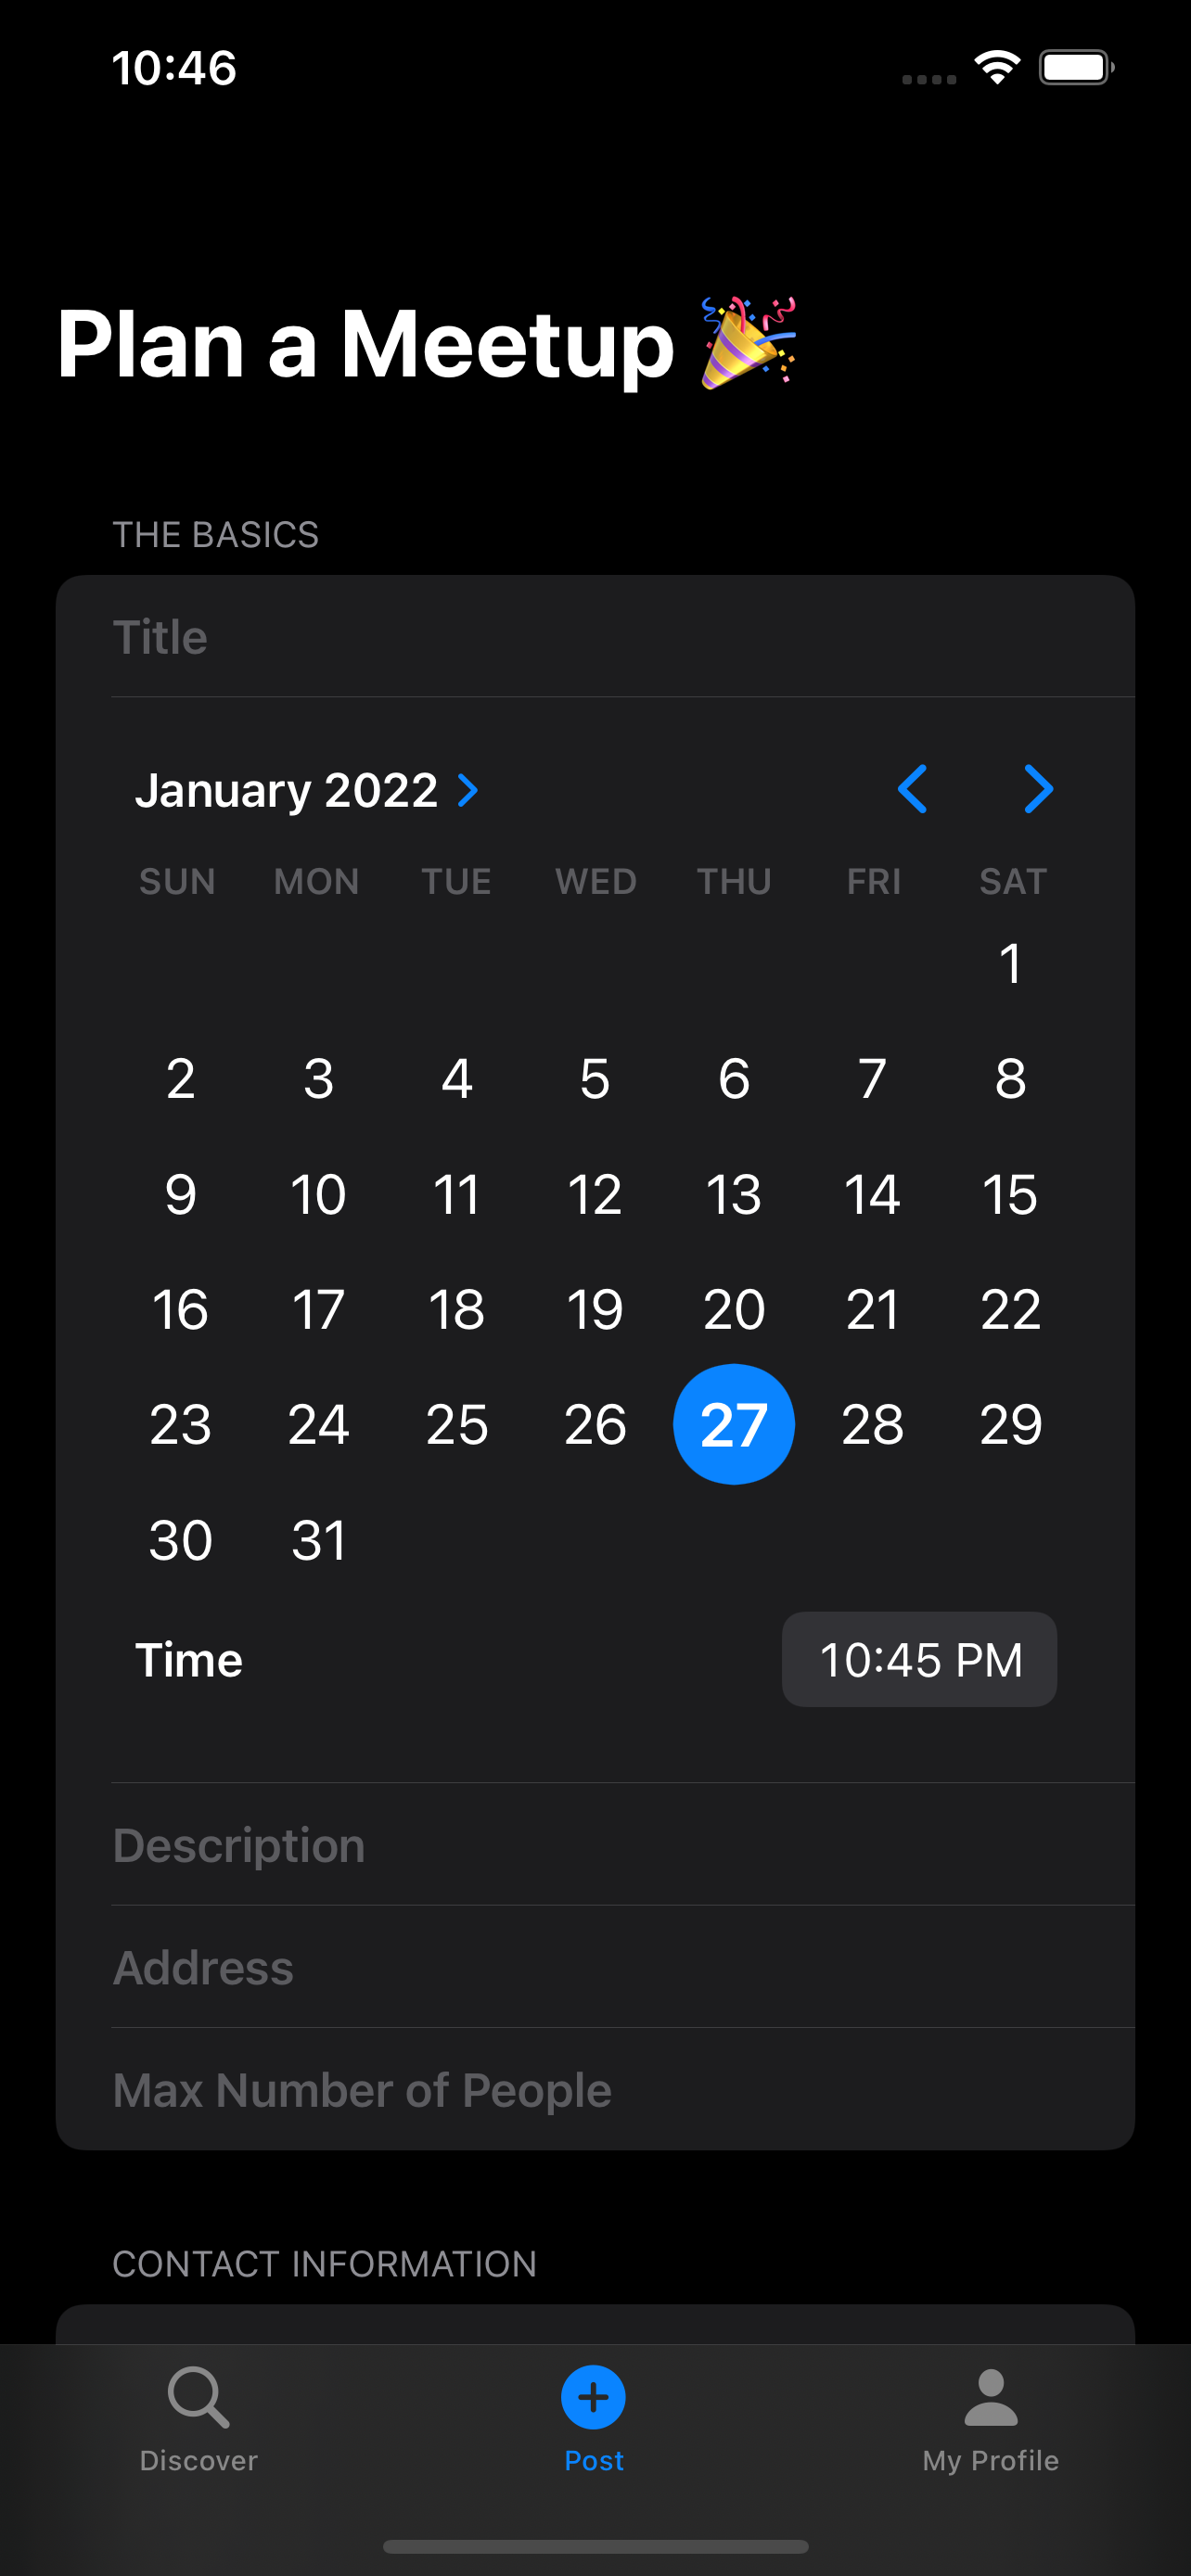 10:46
Plan a Meetup 🎉
THE BASICS
Title
January 2022
SUN MON TUE WED THU FRI SAT
1
2 3 4 5 6 7 8
9 10 11 12 13 14 15
16 17 18 19 20 21 22
23 24 25 26 27 28 29
30 31
Time 10:45 PM
Description
Address
Max Number of People
CONTACT INFORMATION
Discover Post My Profile